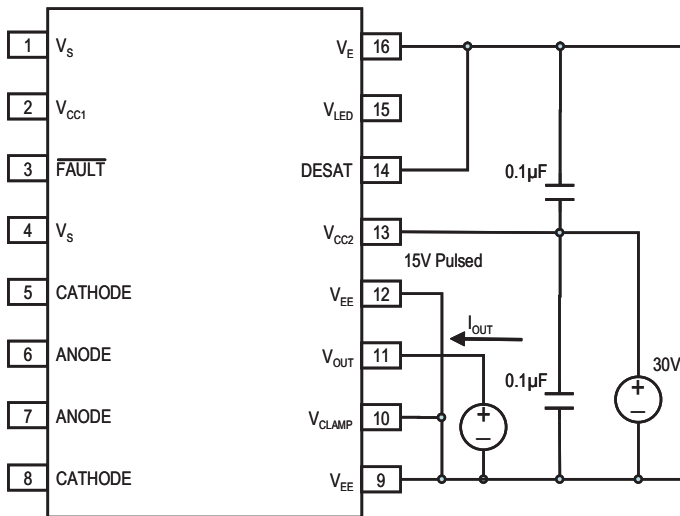 1 V_S
2 V_CC1
3 FAULT
4 V_S
5 CATHODE
6 ANODE
7 ANODE
8 CATHODE
V_E 16
V_LED 15
DESAT 14
V_CC2 13
V_EE 12
V_OUT 11
V_CLAMP 10
V_EE 9
15V Pulsed
I_OUT
+
−
0.1µF
0.1µF
30V
+
−